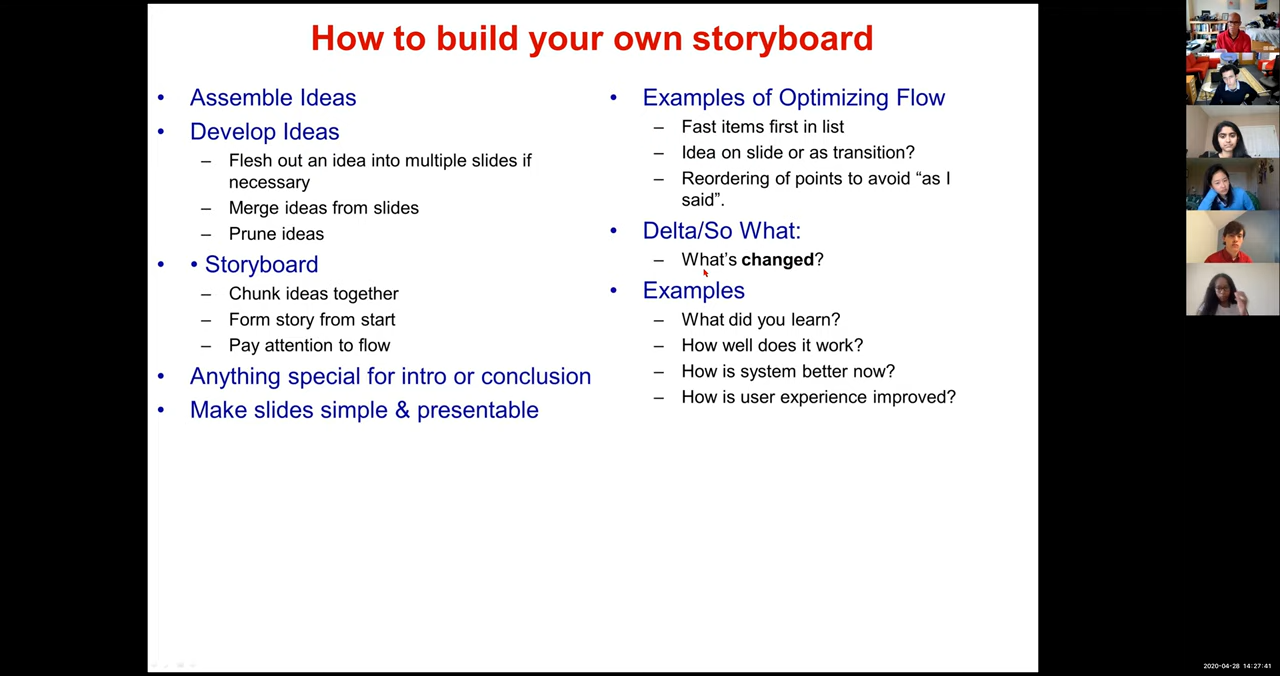 How to build your own storyboard
• Assemble Ideas
• Develop Ideas
– Flesh out an idea into multiple slides if
necessary
– Merge ideas from slides
– Prune ideas
• • Storyboard
– Chunk ideas together
– Form story from start
– Pay attention to flow
• Anything special for intro or conclusion
• Make slides simple & presentable
• Examples of Optimizing Flow
– Fast items first in list
– Idea on slide or as transition?
– Reordering of points to avoid “as I
said”.
• Delta/So What:
– What’s changed?
• Examples
– What did you learn?
– How well does it work?
– How is system better now?
– How is user experience improved?
2020-04-28 14:27:41